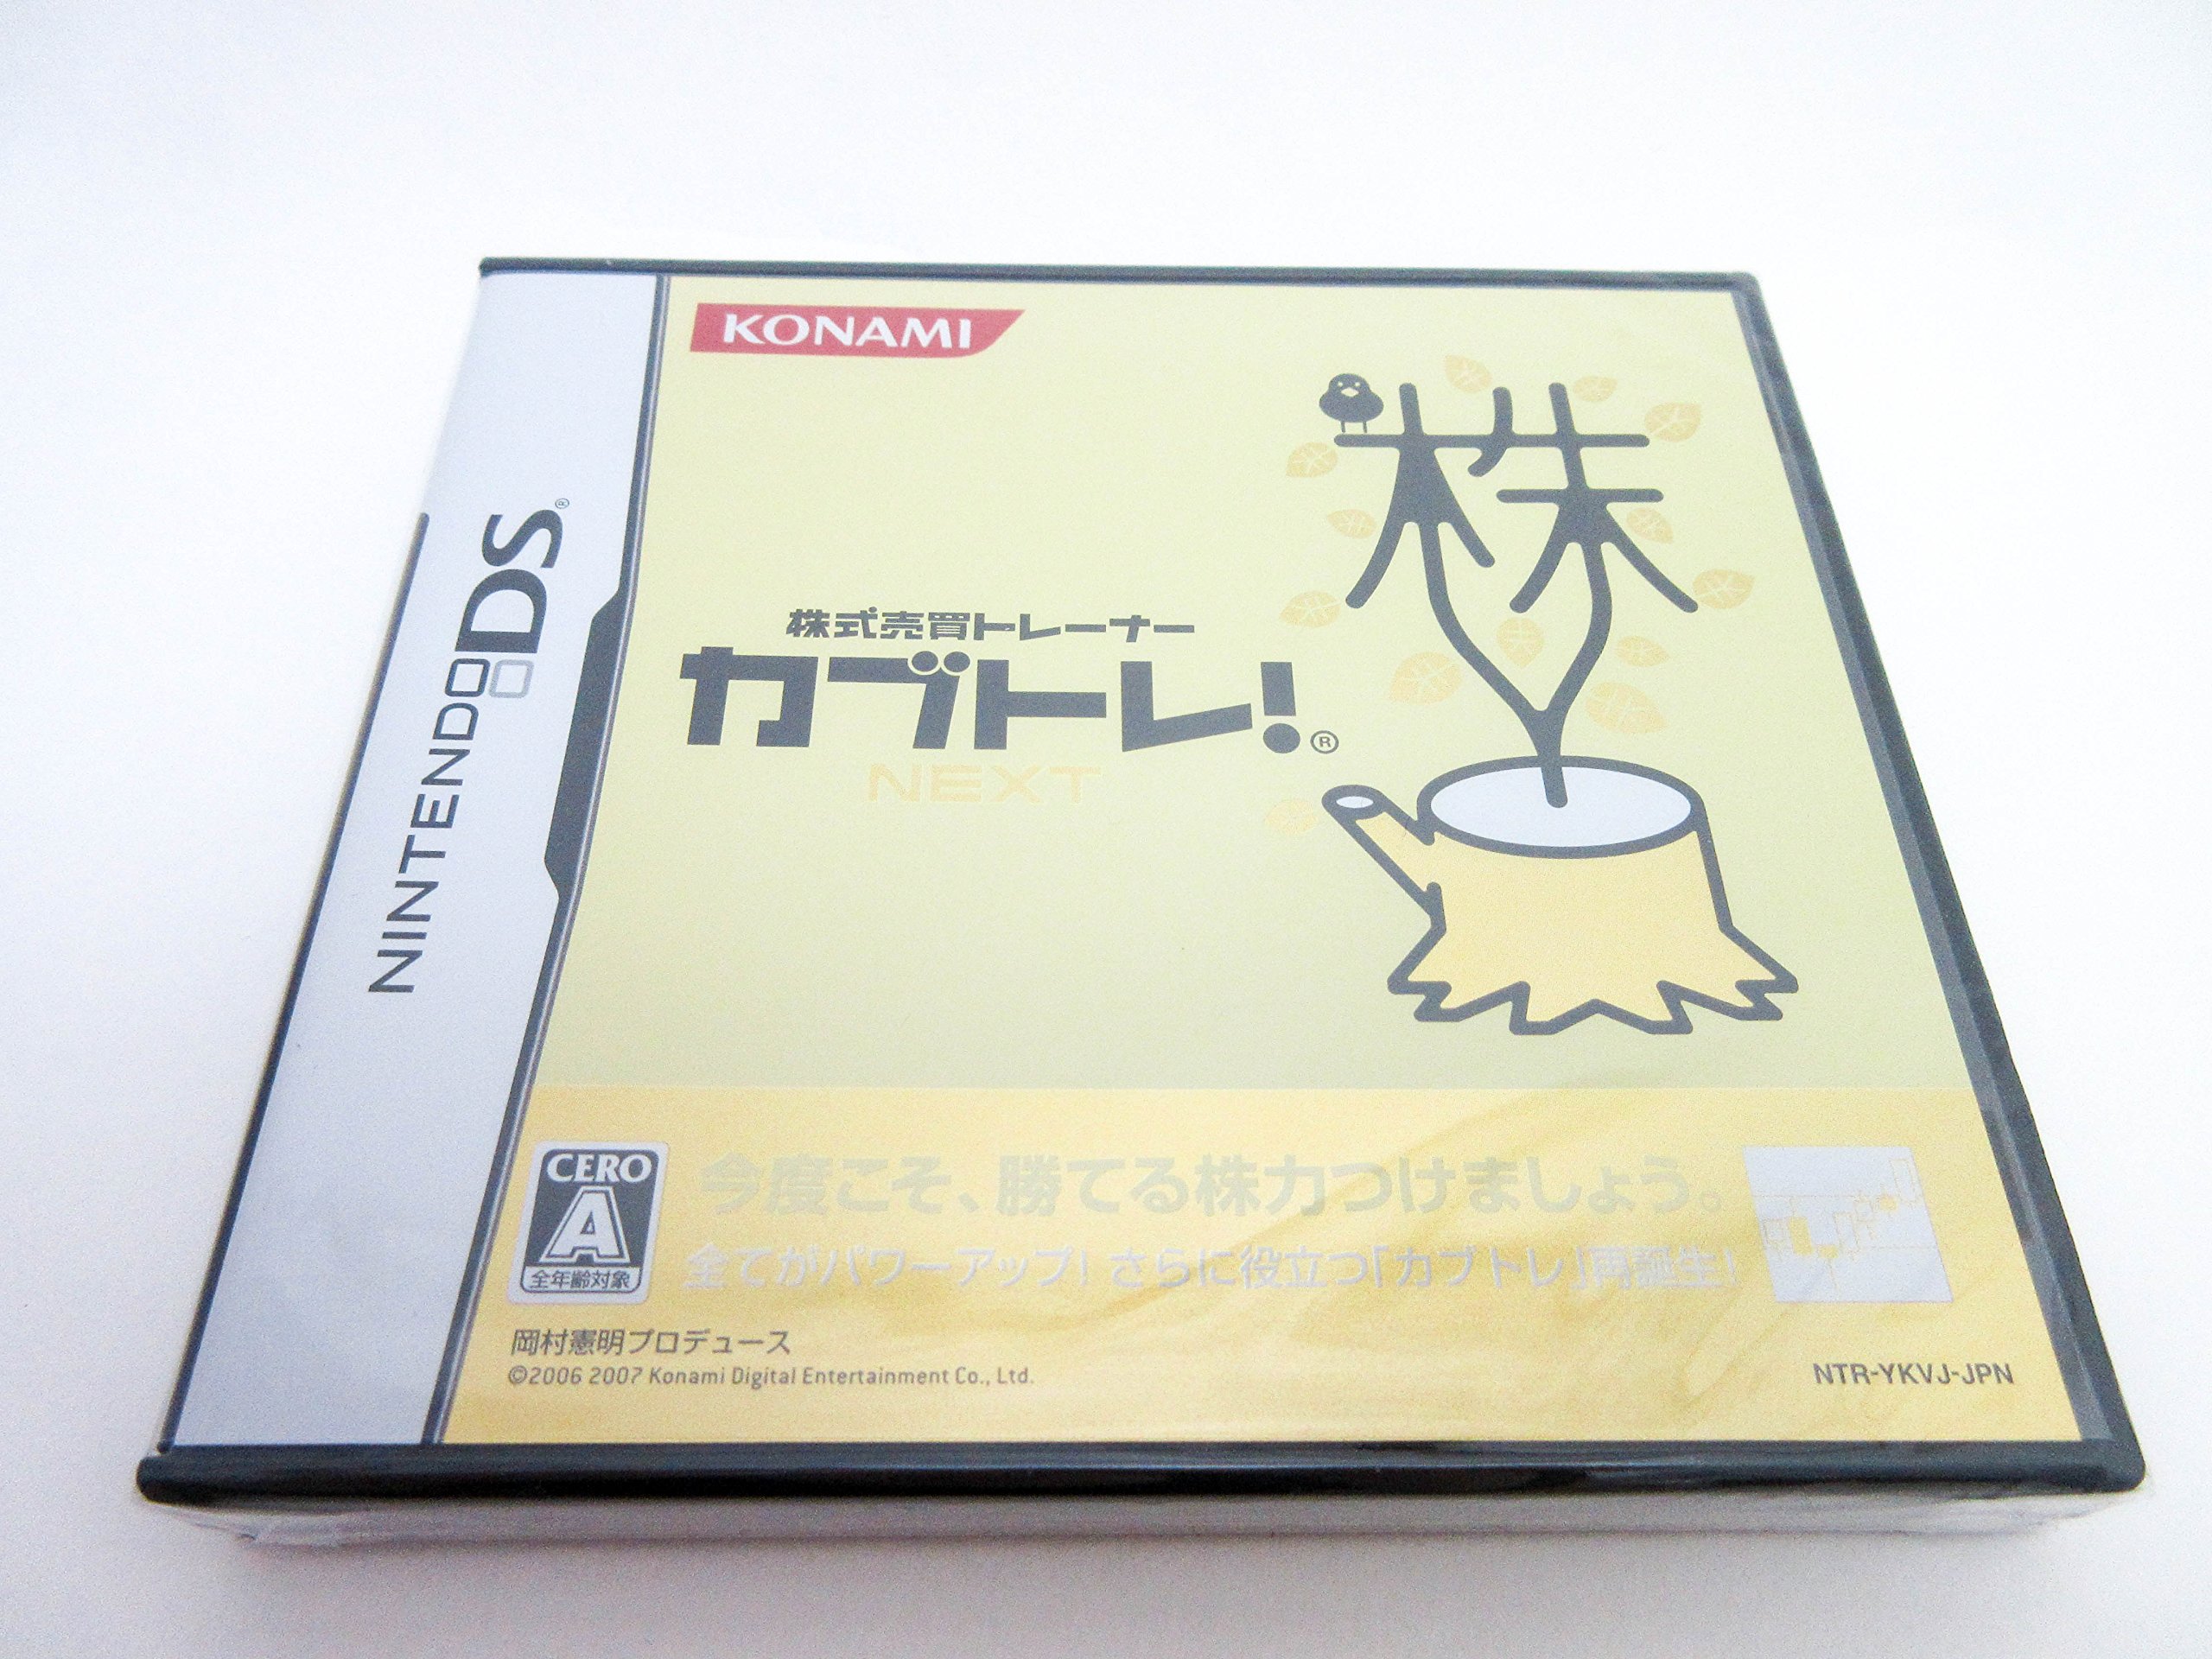 KONAMI
株
NINTENDO DS®
株式売買トレーナー
カブトレ!®
NEXT
CERO
A
全年齢対象
今度こそ、勝てる株力つけましょう。
全てがパワーアップ! さらに役立つ「カブトレ」再誕生!
岡村憲明プロデュース
©2006 2007 Konami Digital Entertainment Co., Ltd.
NTR-YKVJ-JPN